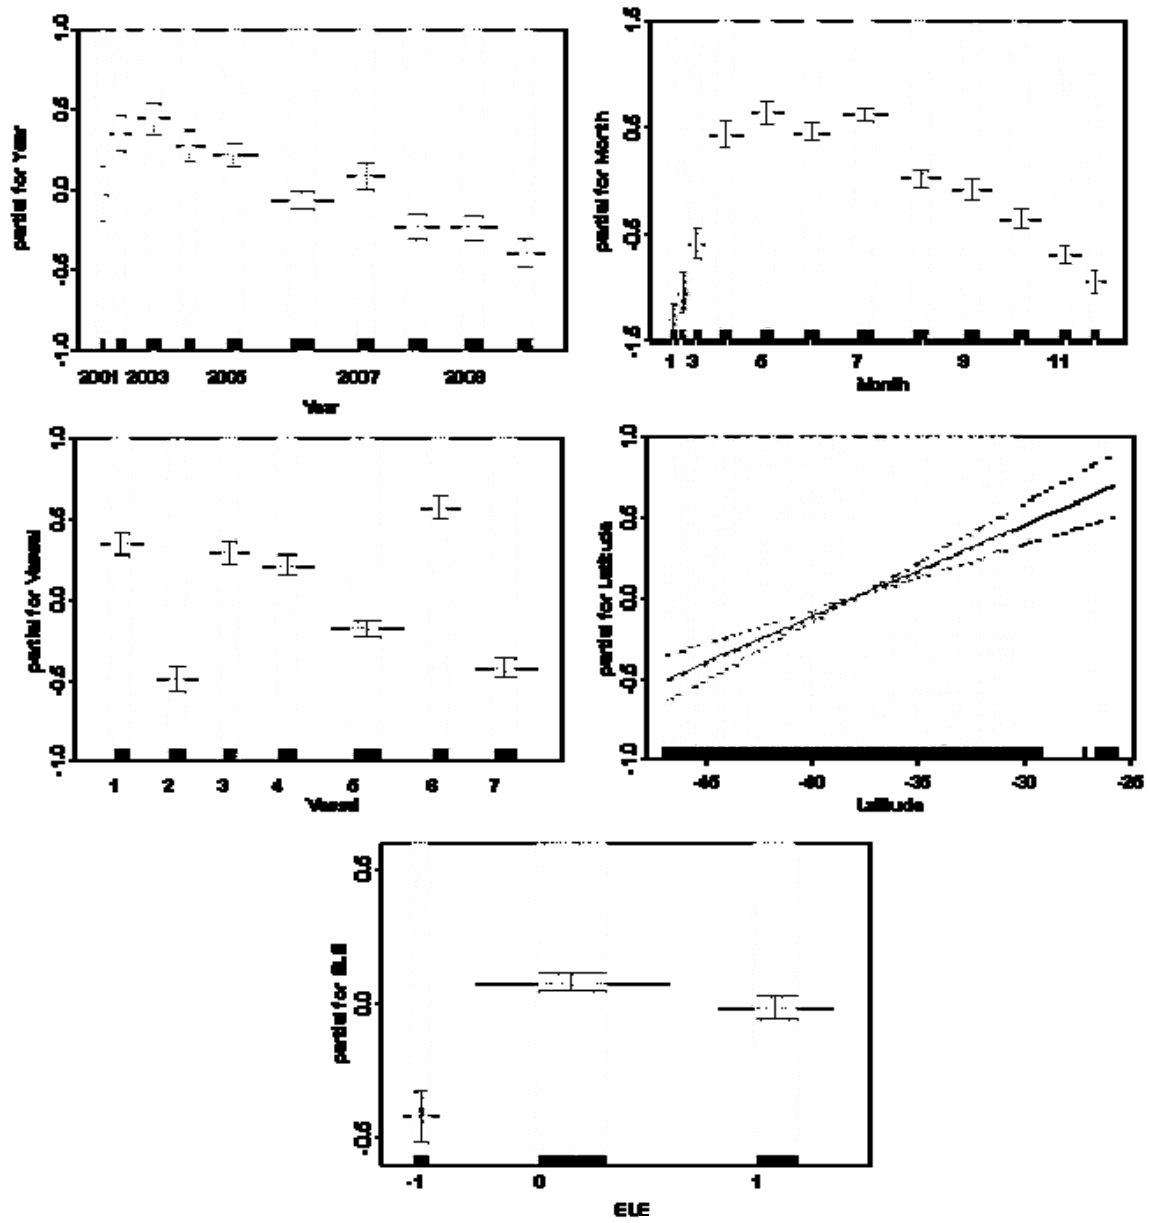 1.0
0.5
0.0
-0.5
-1.0
partial for Year
2001 2003 2005 2007 2009
Year
1.5
0.5
-0.5
-1.5
partial for Month
1 3 5 7 9 11
Month
1.0
0.5
0.0
-0.5
-1.0
partial for Vessel
1 2 3 4 5 6 7
Vessel
1.0
0.5
0.0
-0.5
-1.0
partial for Latitude
-45 -40 -35 -30 -25
Latitude
0.5
0.0
-0.5
partial for ELE
-1 0 1
ELE